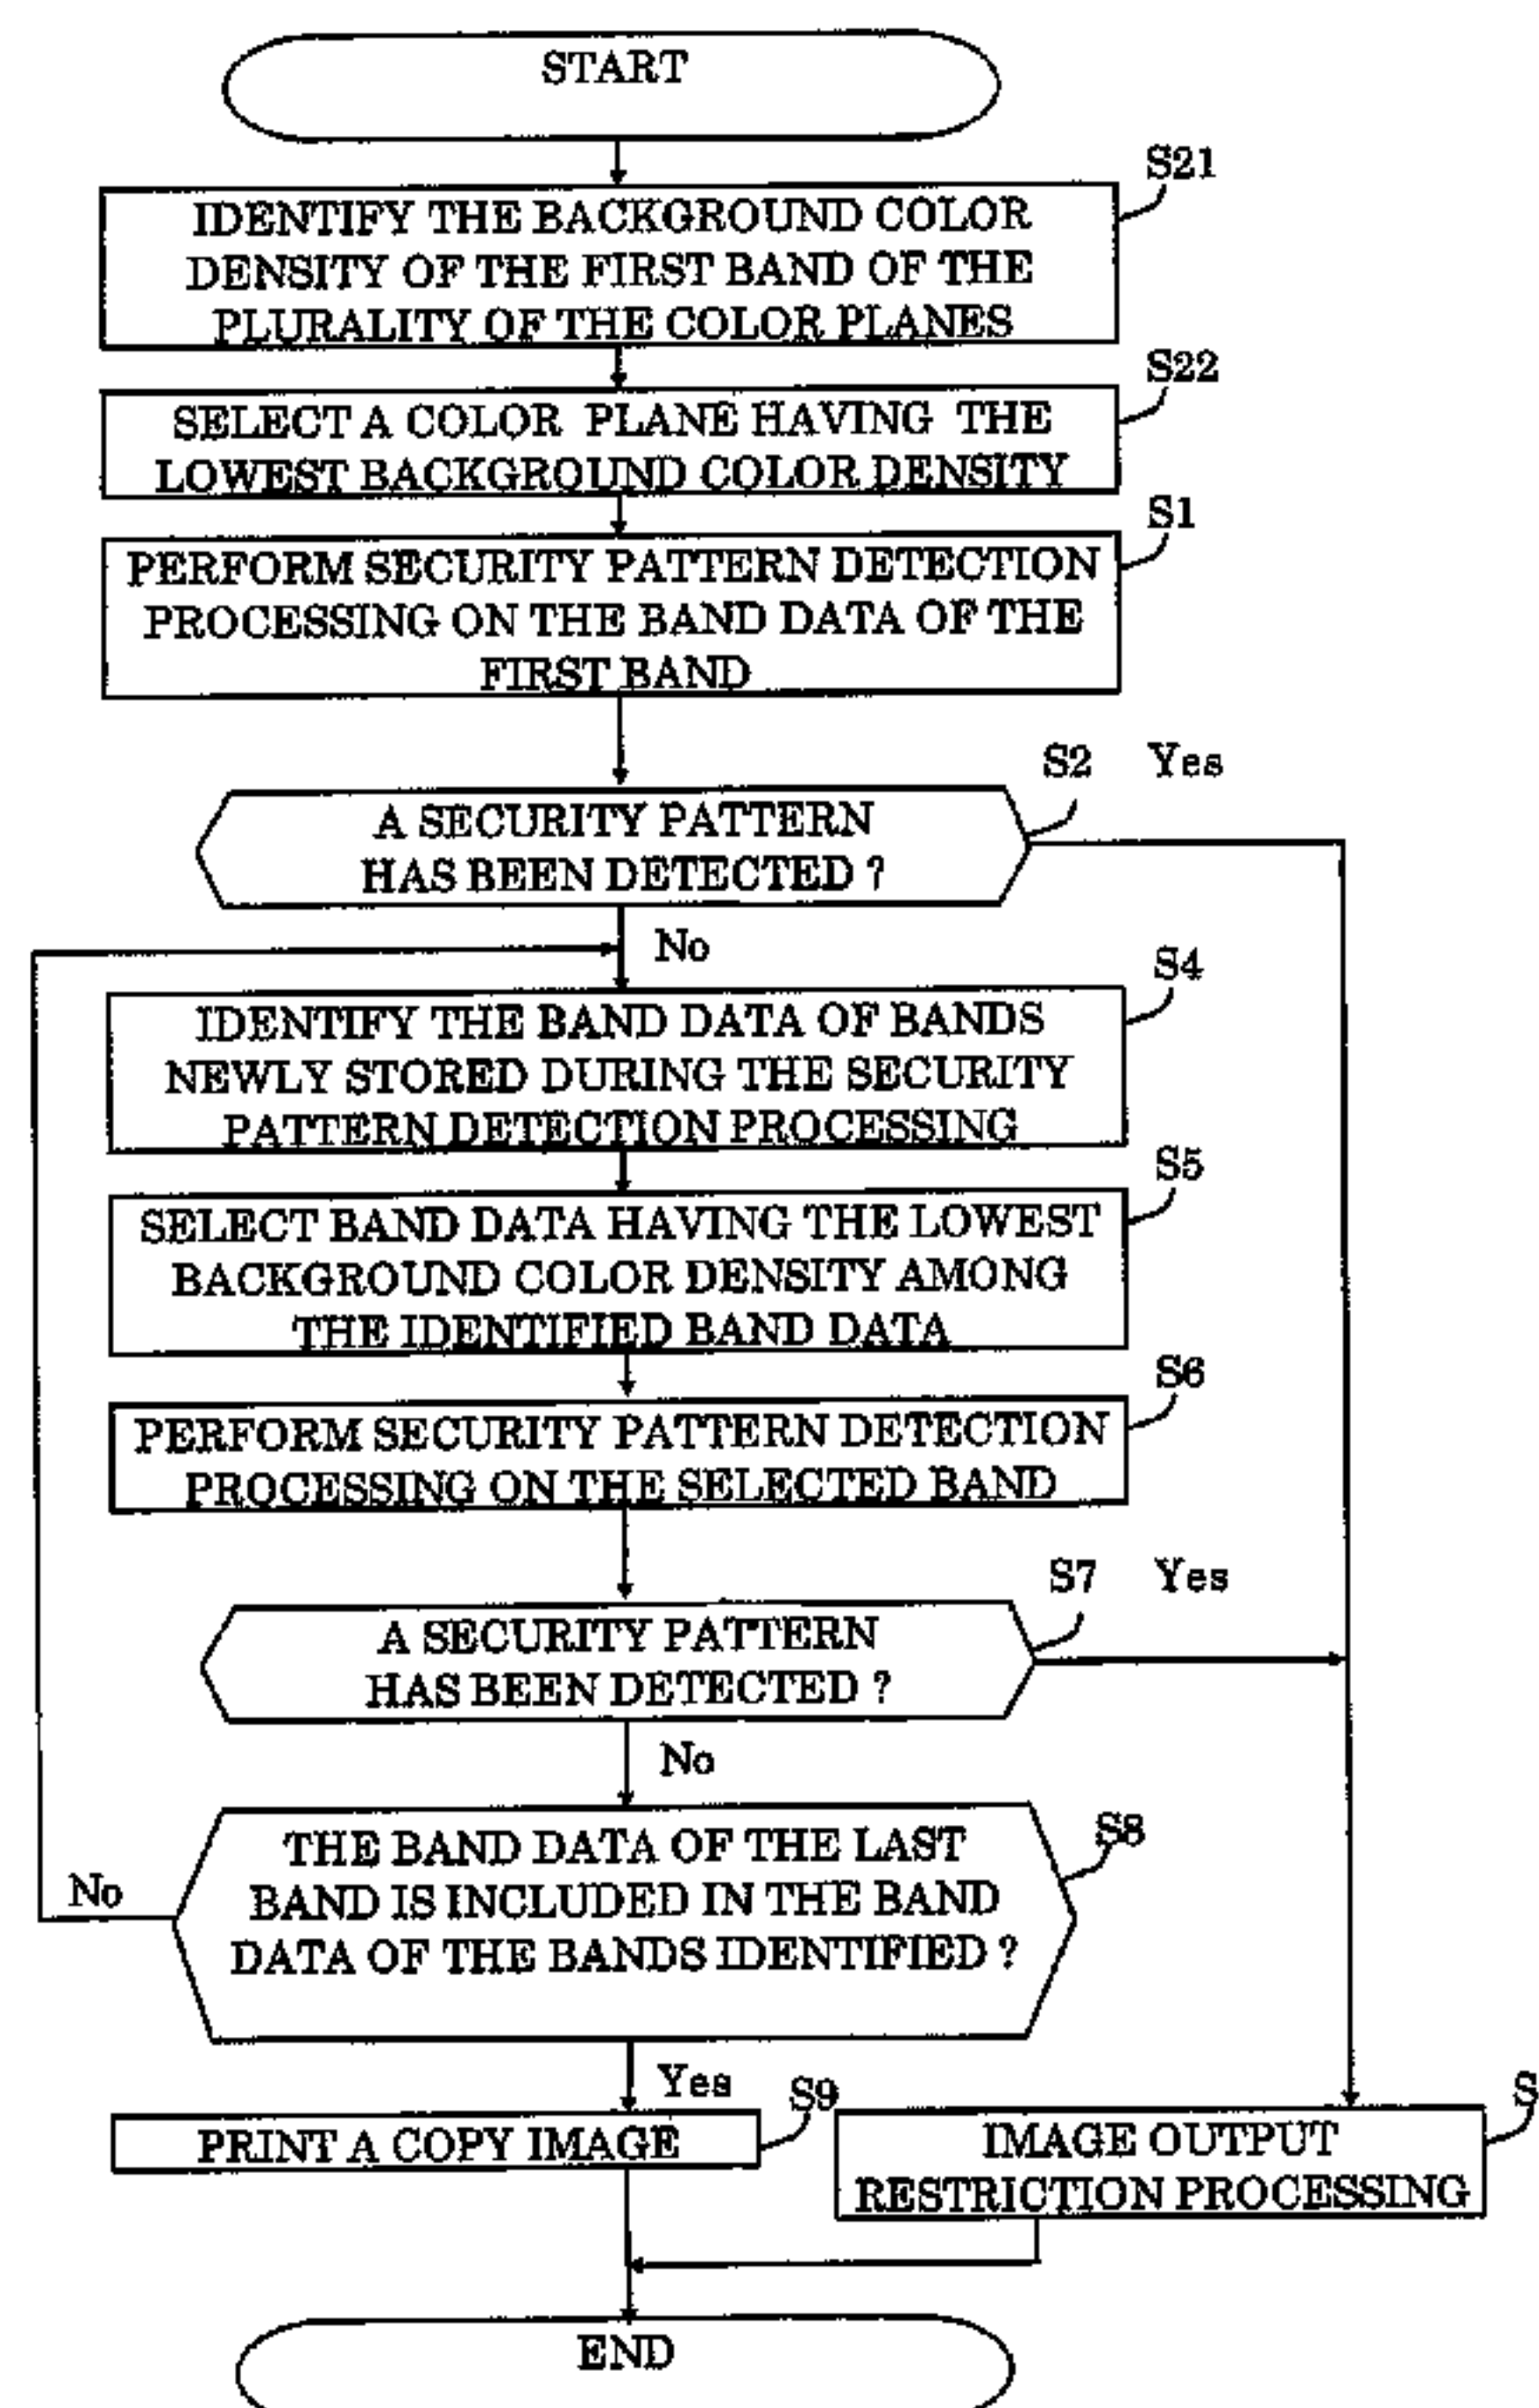 START
S21
IDENTIFY THE BACKGROUND COLOR
DENSITY OF THE FIRST BAND OF THE
PLURALITY OF THE COLOR PLANES
S22
SELECT A COLOR PLANE HAVING THE
LOWEST BACKGROUND COLOR DENSITY
S1
PERFORM SECURITY PATTERN DETECTION
PROCESSING ON THE BAND DATA OF THE
FIRST BAND
S2 Yes
A SECURITY PATTERN
HAS BEEN DETECTED ?
No
S4
IDENTIFY THE BAND DATA OF BANDS
NEWLY STORED DURING THE SECURITY
PATTERN DETECTION PROCESSING
S5
SELECT BAND DATA HAVING THE LOWEST
BACKGROUND COLOR DENSITY AMONG
THE IDENTIFIED BAND DATA
S6
PERFORM SECURITY PATTERN DETECTION
PROCESSING ON THE SELECTED BAND
S7 Yes
A SECURITY PATTERN
HAS BEEN DETECTED ?
No
S8
THE BAND DATA OF THE LAST
BAND IS INCLUDED IN THE BAND
DATA OF THE BANDS IDENTIFIED ?
No
Yes
S9
PRINT A COPY IMAGE
S
IMAGE OUTPUT
RESTRICTION PROCESSING
END